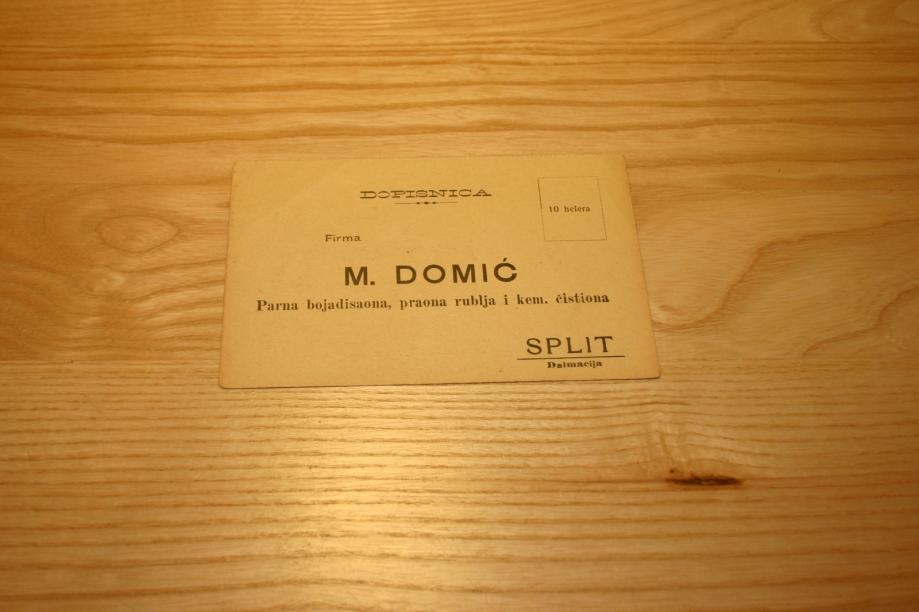 DOPISNICA
10 helera
Firma
M. DOMIĆ
Parna bojadisaona, praona rublja i kem. čistiona
SPLIT
Dalmacija